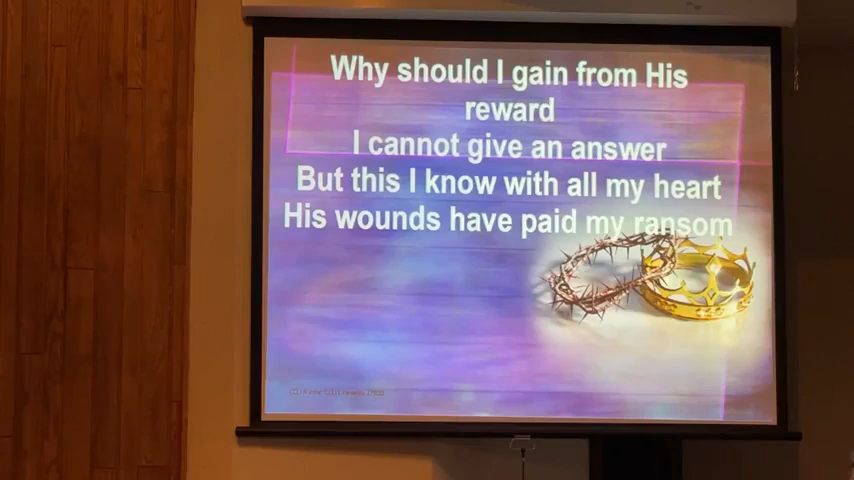 Why should I gain from His
reward
I cannot give an answer
But this I know with all my heart
His wounds have paid my ransom